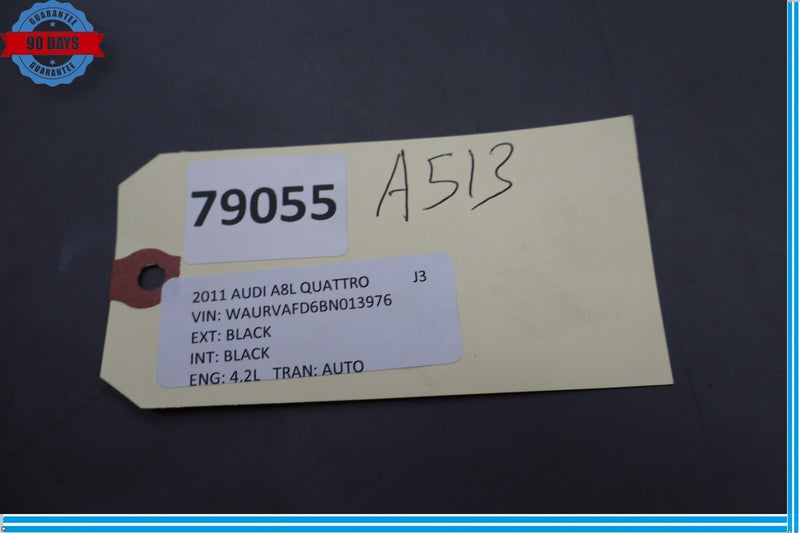 GUARANTEE
90 DAYS
GUARANTEE
79055
A513
2011 AUDI A8L QUATTRO J3
VIN: WAURVAFD6BN013976
EXT: BLACK
INT: BLACK
ENG: 4.2L TRAN: AUTO